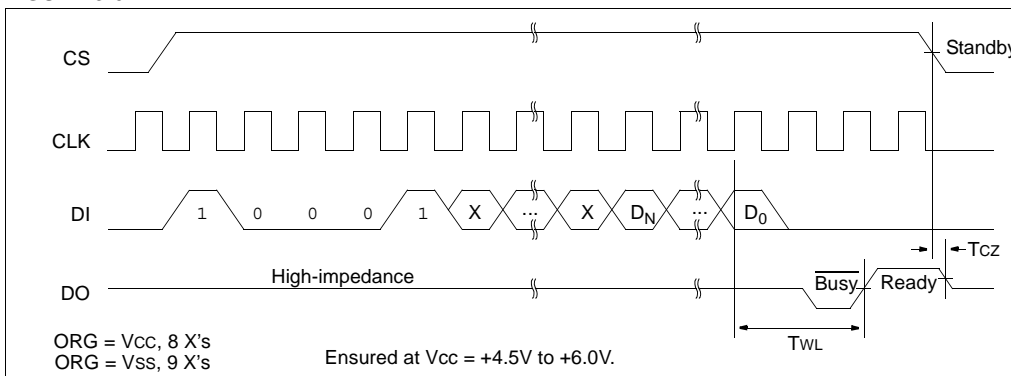 CS
Standby
CLK
DI 1 0 0 0 1 X ... X DN ... D0
TCZ
High-impedance
Busy Ready
DO
TWL
ORG = VCC, 8 X's
ORG = VSS, 9 X's
Ensured at Vcc = +4.5V to +6.0V.